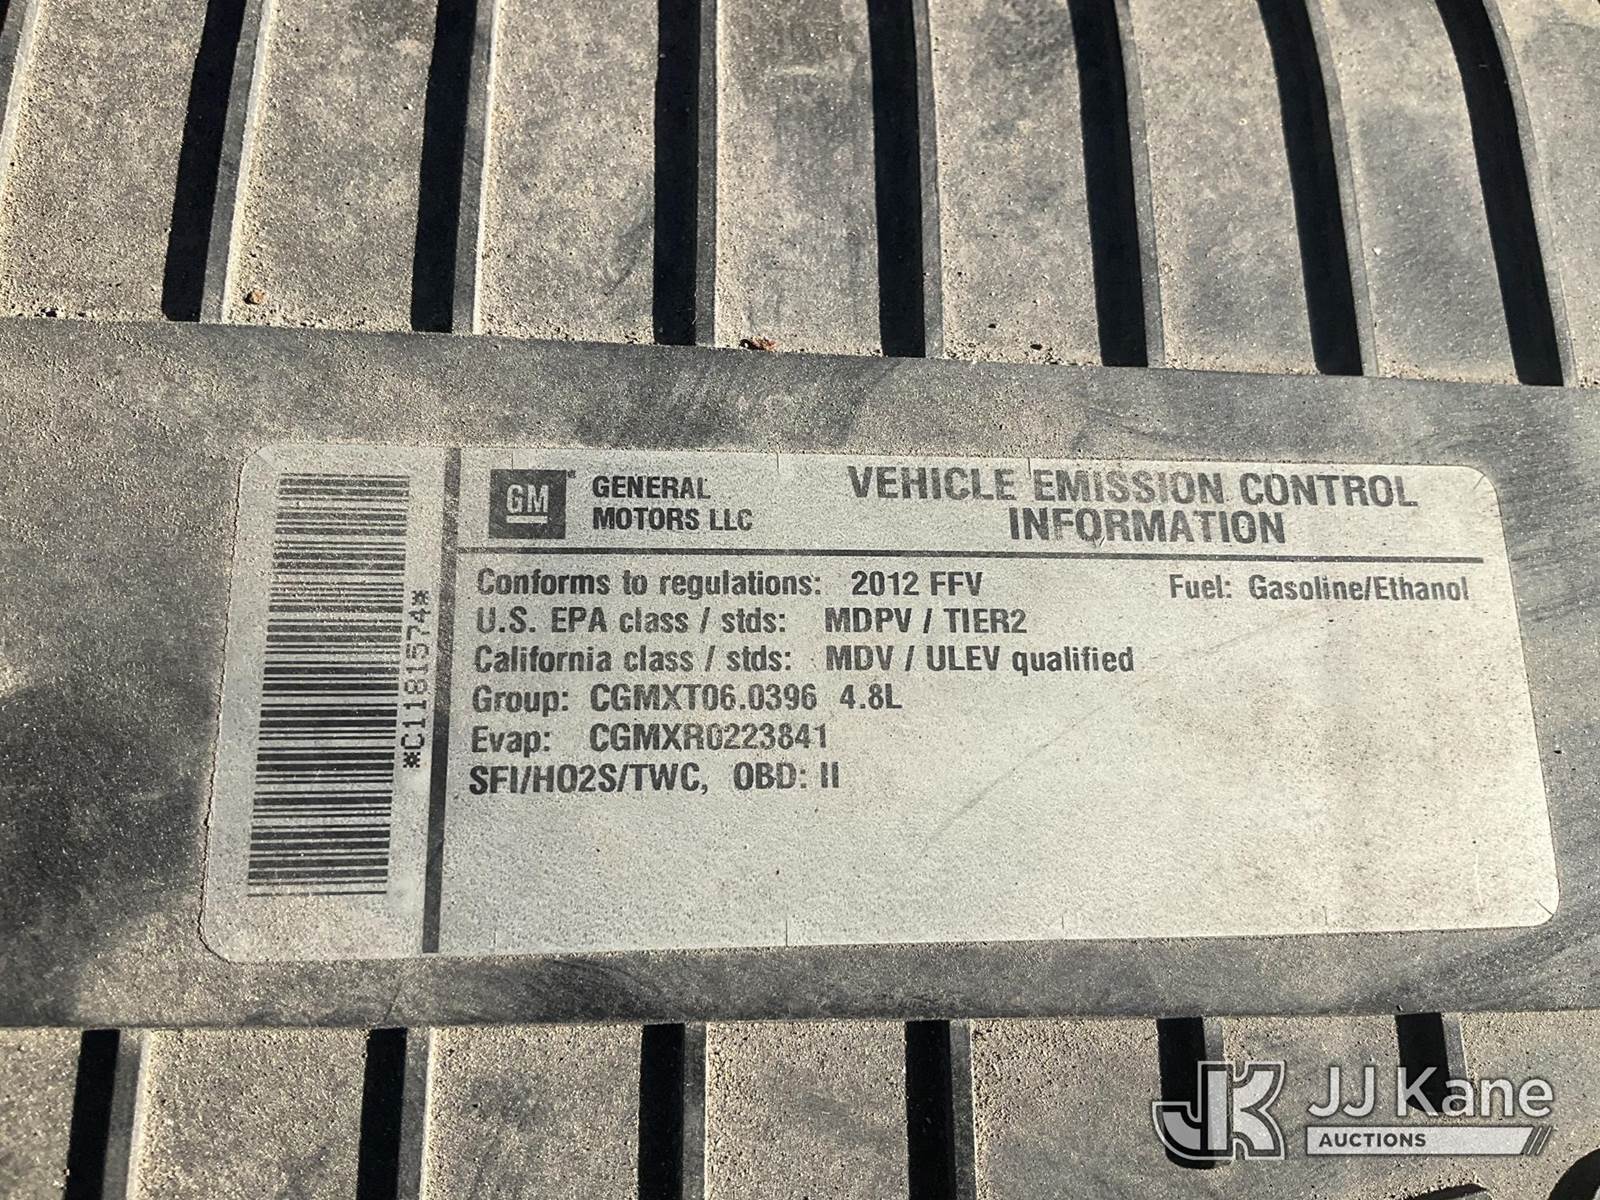 GM
GENERAL
MOTORS LLC
VEHICLE EMISSION CONTROL
INFORMATION
Conforms to regulations: 2012 FFV Fuel: Gasoline/Ethanol
U.S. EPA class / stds: MDPV / TIER2
California class / stds: MDV / ULEV qualified
Group: CGMXT06.0396 4.8L
Evap: CGMXR0223841
SFI/HO2S/TWC, OBD: II
*C1181574*
JK JJ Kane
AUCTIONS